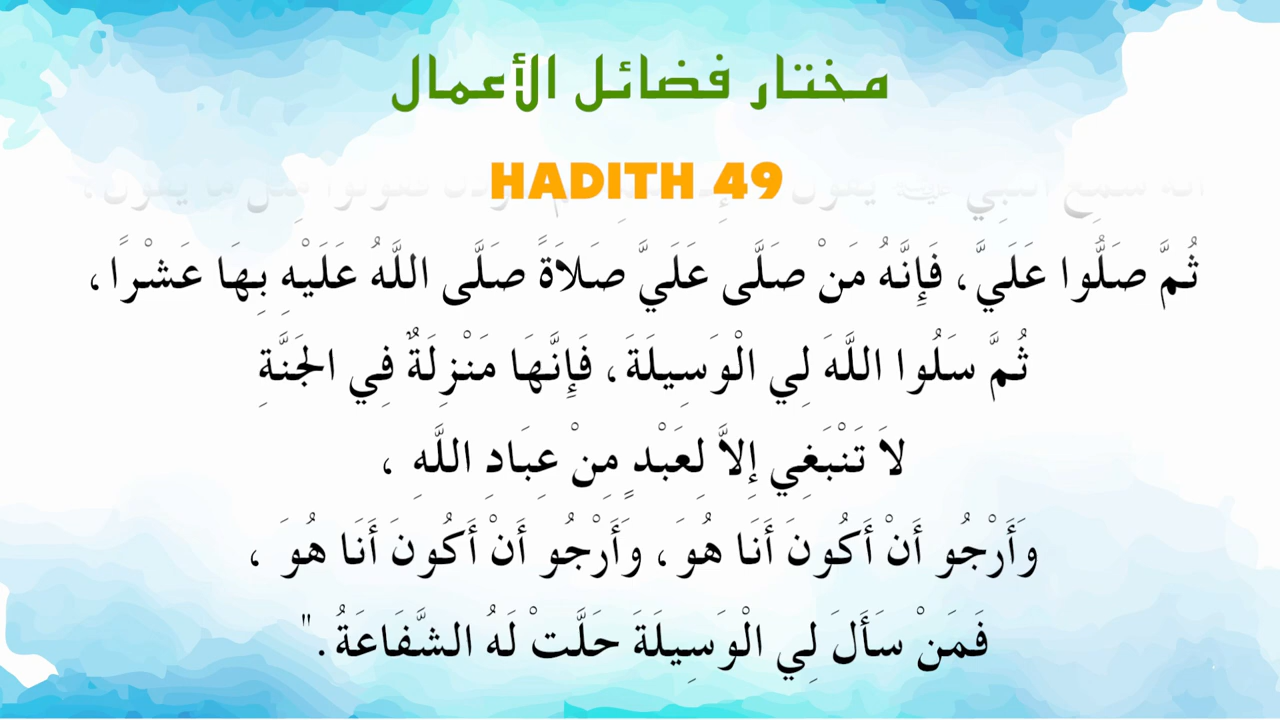 مختار فضائل الأعمال
HADITH 49
ثُمَّ صَلُّوا عَلَيَّ، فَإِنَّهُ مَنْ صَلَّى عَلَيَّ صَلاَةً صَلَّى اللَّهُ عَلَيْهِ بِهَا عَشْرًا،
ثُمَّ سَلُوا اللَّهَ لِي الْوَسِيلَةَ، فَإِنَّهَا مَنْزِلَةٌ فِي الجَنَّةِ
لاَ تَنْبَغِي إِلاَّ لِعَبْدٍ مِنْ عِبَادِ اللَّهِ ،
وَأَرْجُو أَنْ أَكُونَ أَنَا هُوَ، وَأَرْجُو أَنْ أَكُونَ أَنَا هُوَ ،
فَمَنْ سَأَلَ لِي الْوَسِيلَةَ حَلَّتْ لَهُ الشَّفَاعَةُ."